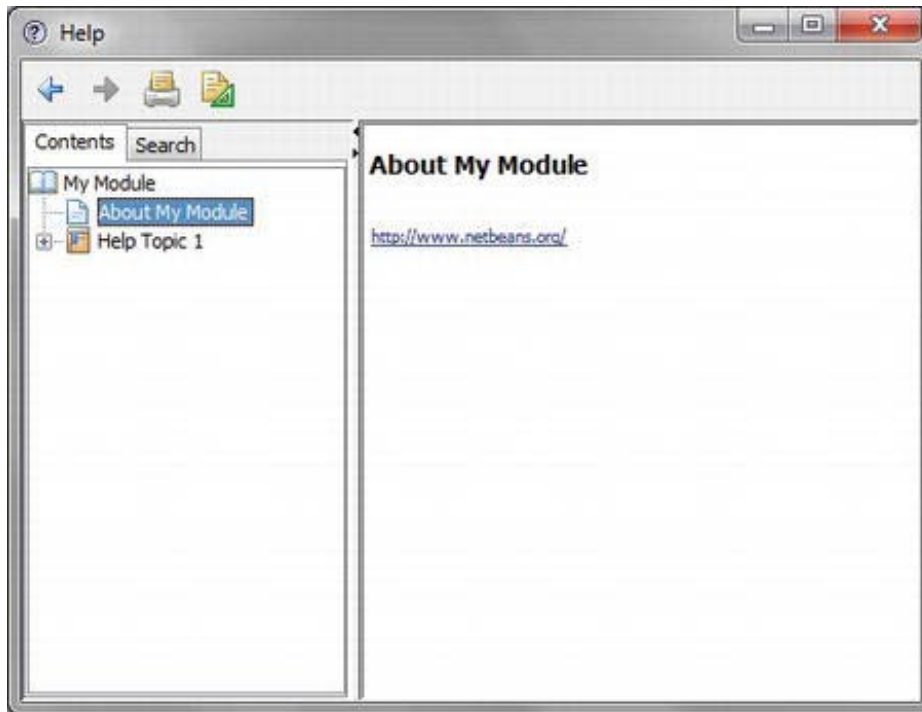 Help
Contents
Search
My Module
About My Module
Help Topic 1
About My Module
http://www.netbeans.org/